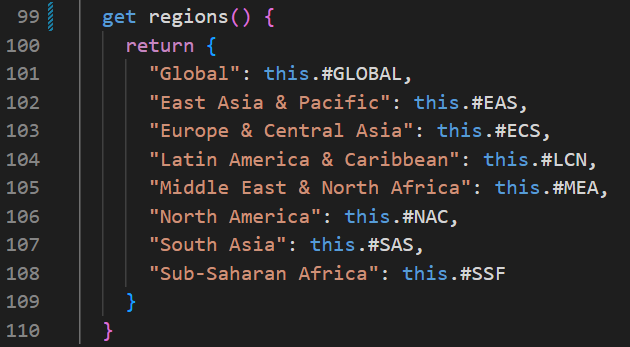 99 get regions() {
100 return {
101 "Global": this.#GLOBAL,
102 "East Asia & Pacific": this.#EAS,
103 "Europe & Central Asia": this.#ECS,
104 "Latin America & Caribbean": this.#LCN,
105 "Middle East & North Africa": this.#MEA,
106 "North America": this.#NAC,
107 "South Asia": this.#SAS,
108 "Sub-Saharan Africa": this.#SSF
109 }
110 }